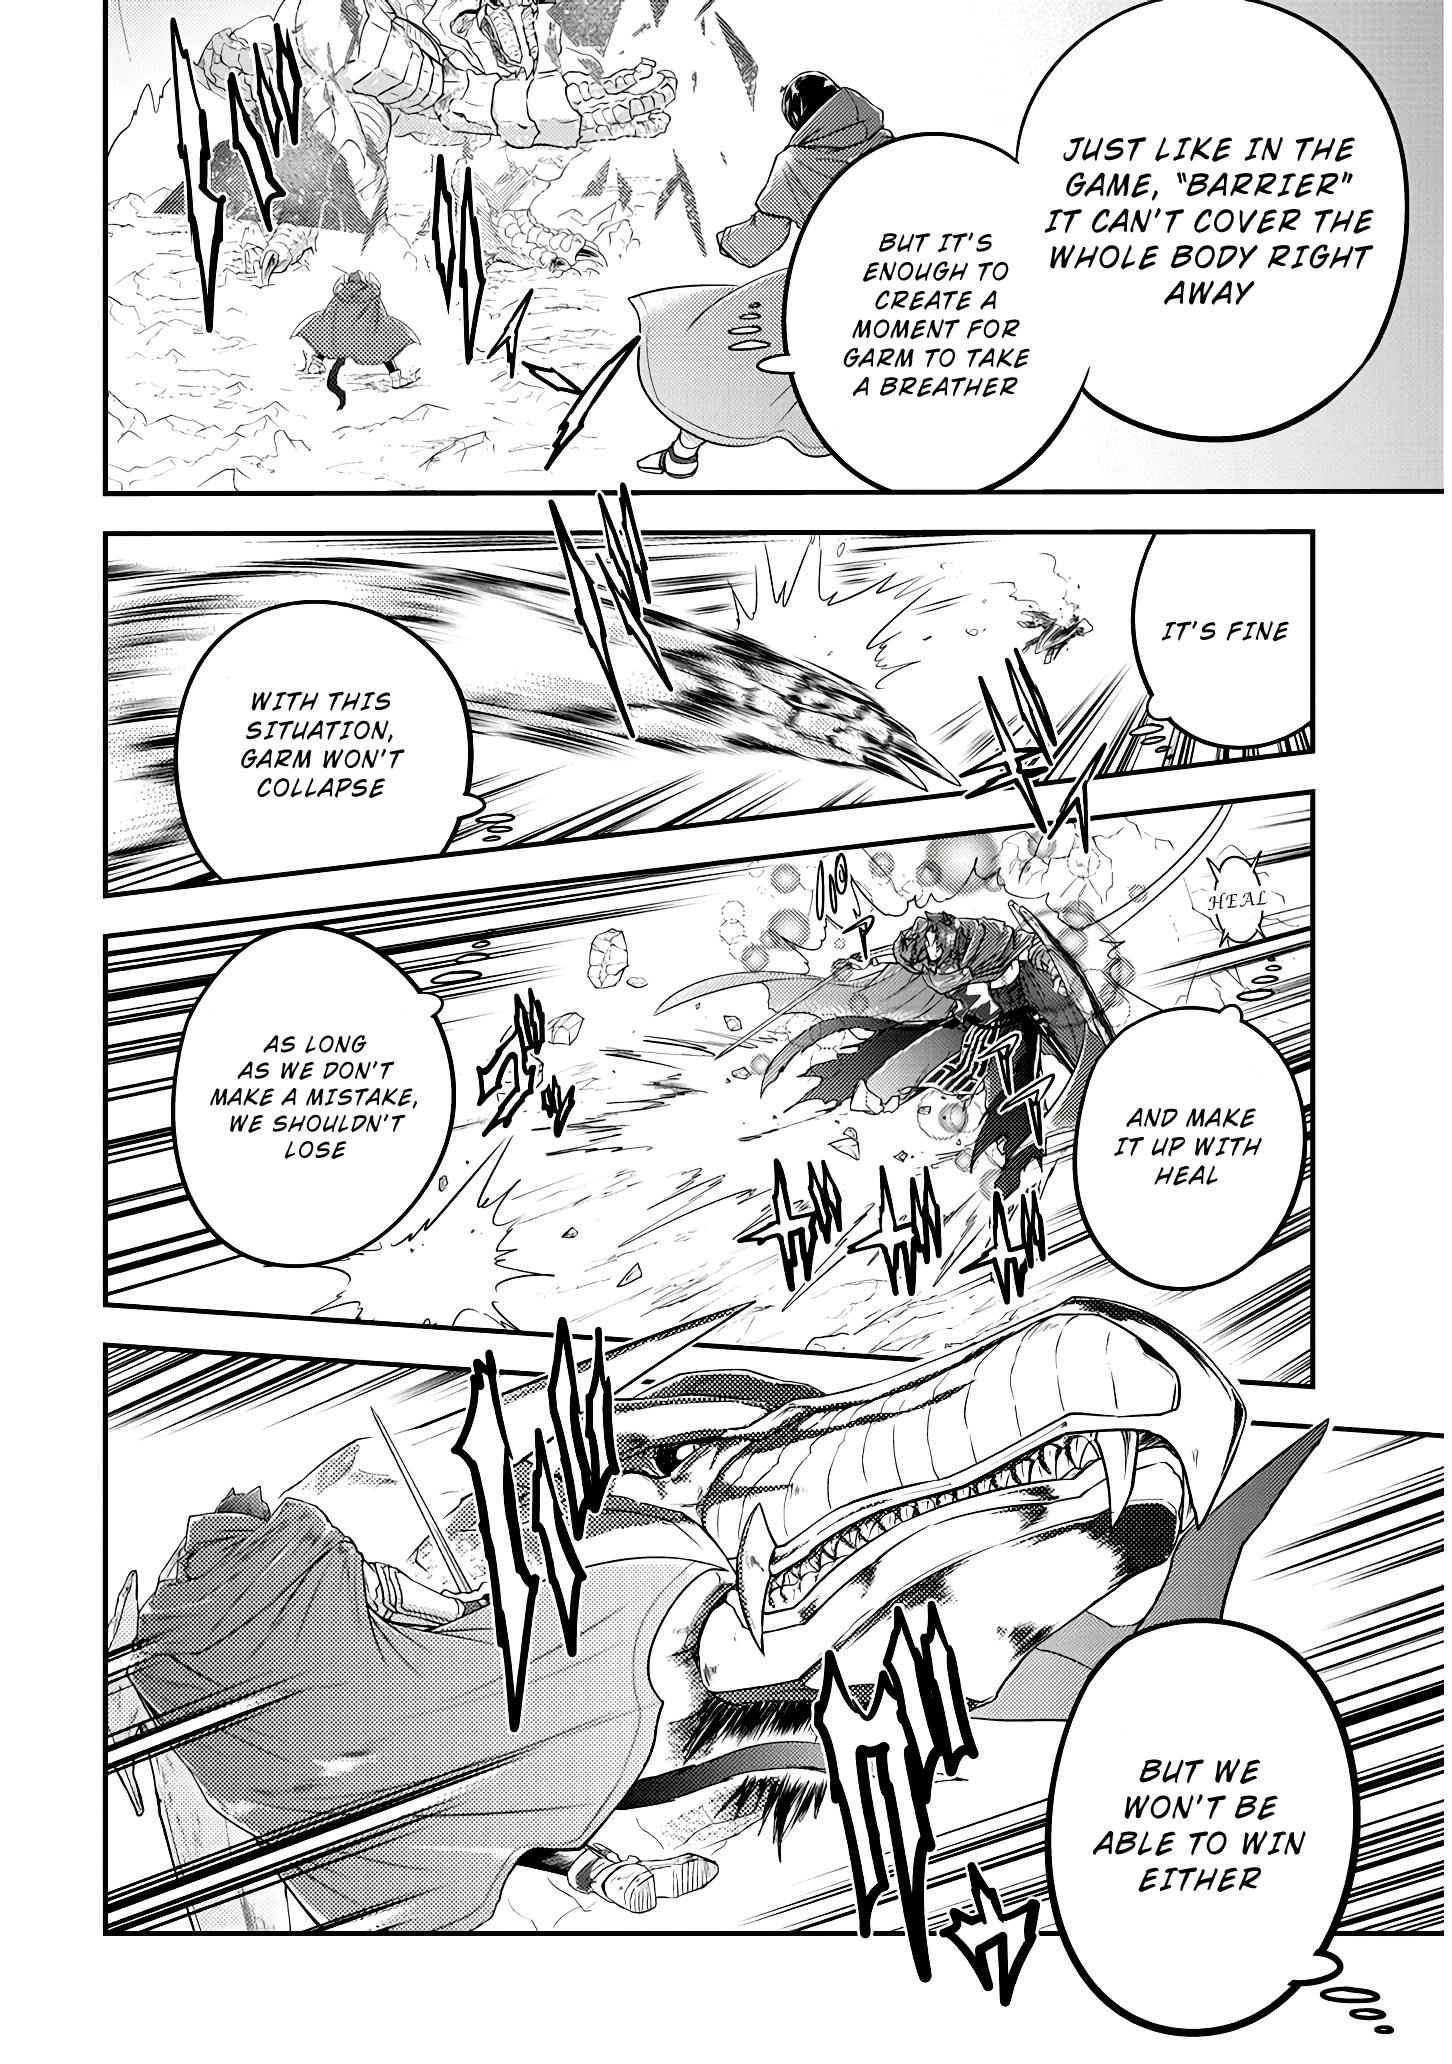 JUST LIKE IN THE
GAME, "BARRIER"
IT CAN'T COVER THE
WHOLE BODY RIGHT
AWAY
BUT IT'S
ENOUGH TO
CREATE A
MOMENT FOR
GARM TO TAKE
A BREATHER
IT'S FINE
WITH THIS
SITUATION,
GARM WON'T
COLLAPSE
HEAL
AND MAKE
IT UP WITH
HEAL
AS LONG
AS WE DON'T
MAKE A MISTAKE,
WE SHOULDN'T
LOSE
BUT WE
WON'T BE
ABLE TO WIN
EITHER